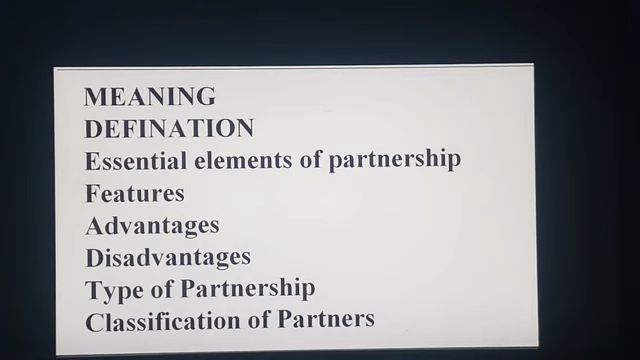 MEANING
DEFINATION
Essential elements of partnership
Features
Advantages
Disadvantages
Type of Partnership
Classification of Partners